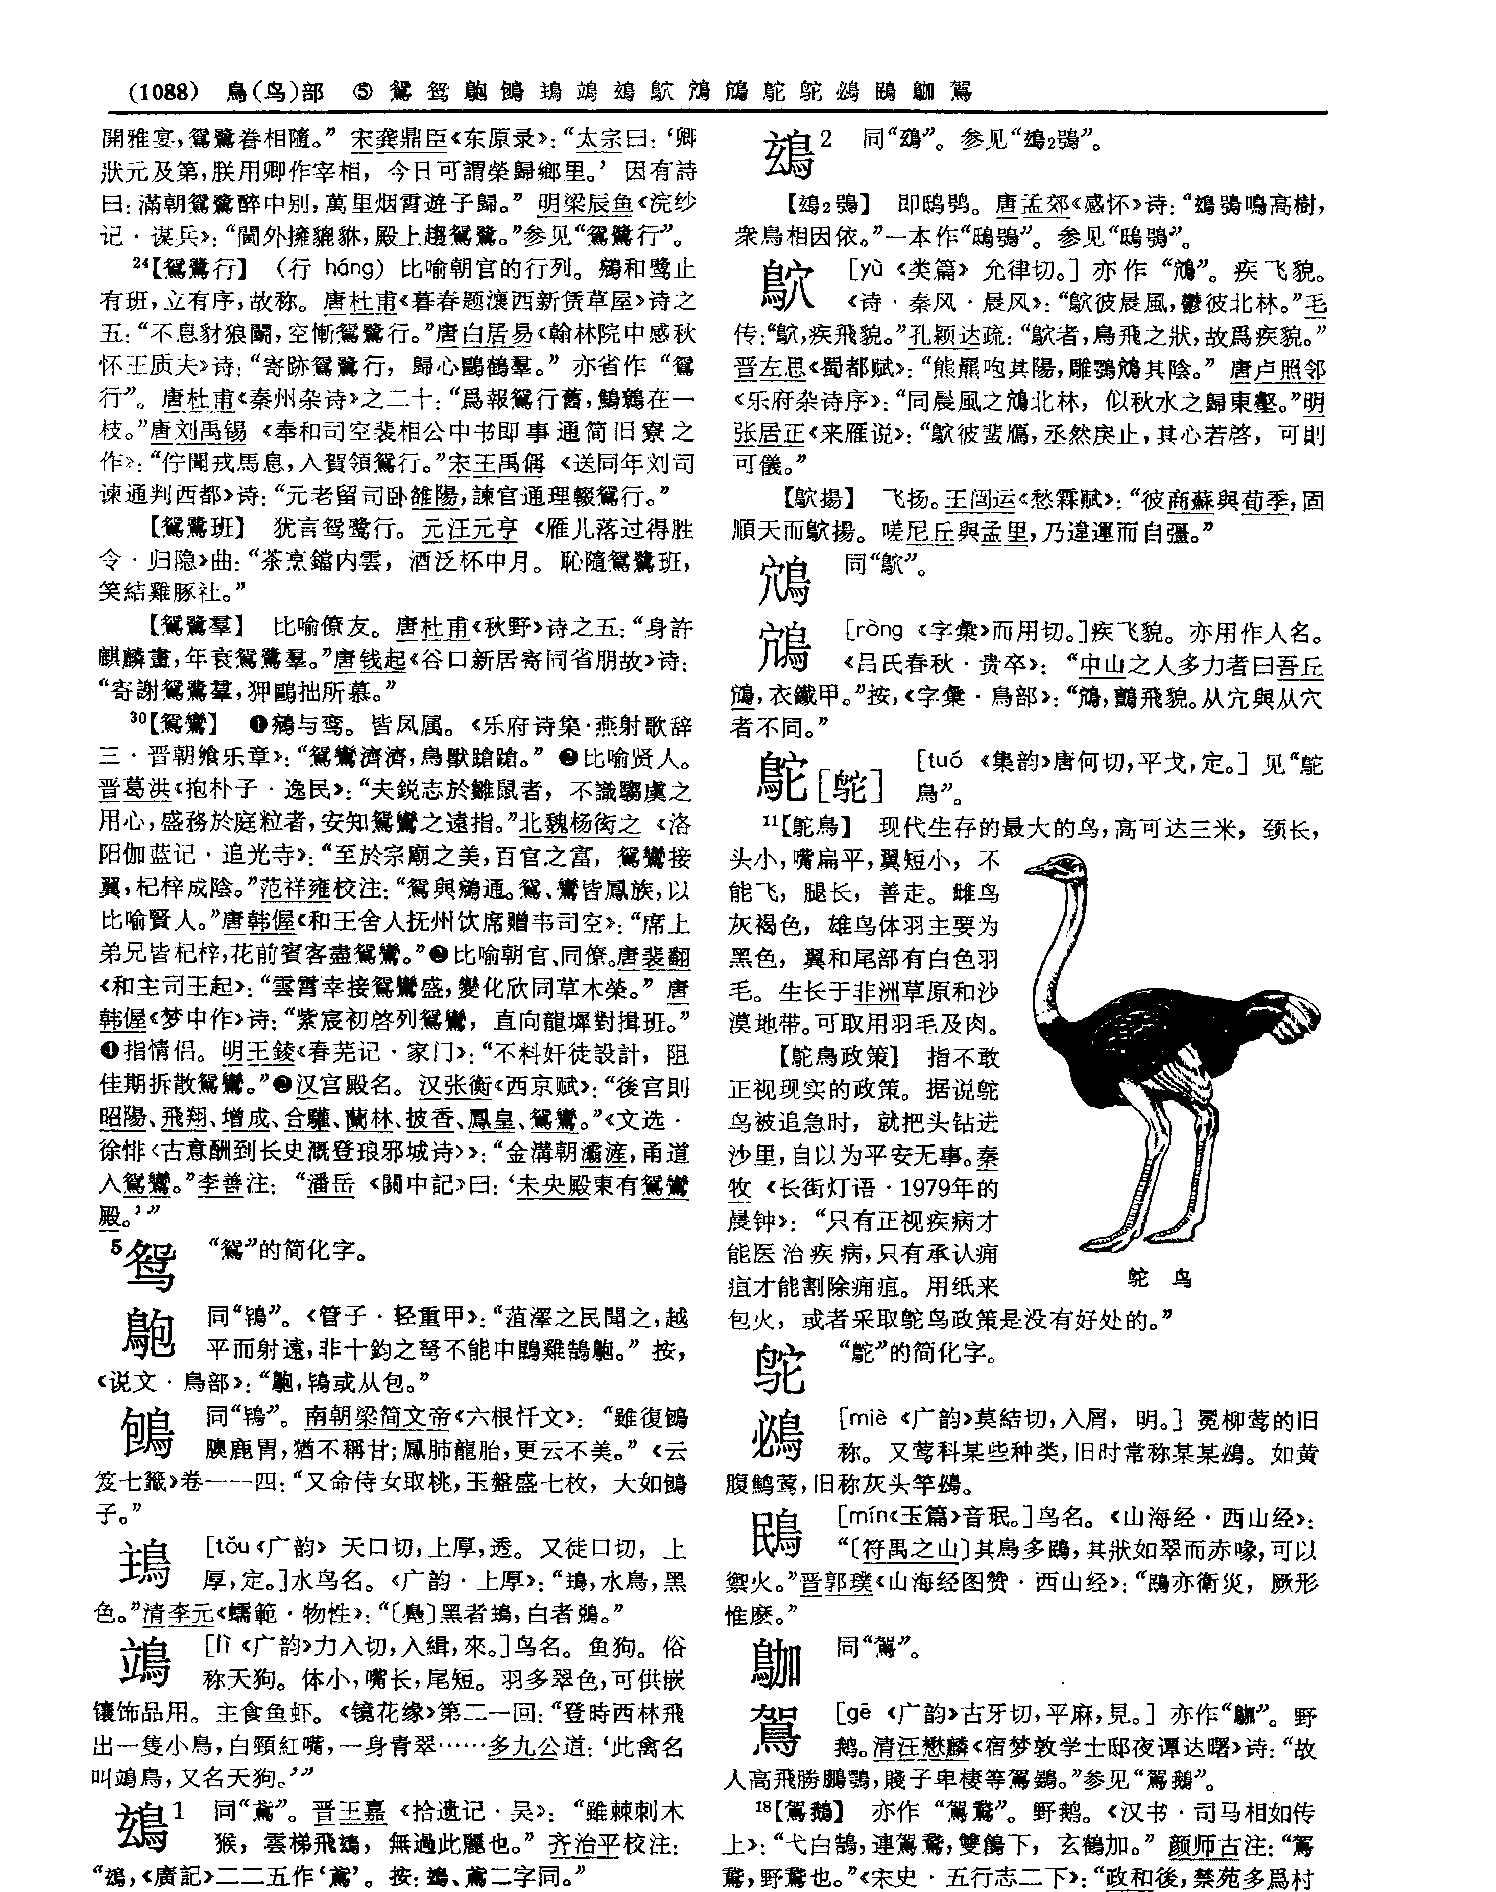 (1088) 鳥(鸟)部 ⑤ 鴛 鸳 鴕 鴕
開雅宴，鴛鷺眷相隨。” 宋龔鼎臣《东原录》：“太宗曰：‘卿
狀元及第，朕用卿作宰相，今日可謂榮歸鄉里。’ 因有詩
曰：滿朝鴛鷺醉中别，萬里烟霄遊子歸。” 明梁辰鱼《浣纱
记·谋兵》：“閫外擁貔貅，殿上趨鴛鷺。”参见“鴛鷺行”。
24【鴛鷺行】（行 háng）比喻朝官的行列。鵷和鹭止
有班，立有序，故称。唐杜甫《暮春题瀼西新赁草屋》诗之
五：“不息豺狼鬭，空慚鴛鷺行。”唐白居易《翰林院中感秋
怀王质夫》诗：“寄跡鴛鷺行，歸心鷗鶴羣。” 亦省作 “鴛
行”。唐杜甫《秦州杂诗》之二十：“爲報鴛行舊，鷦鷯在一
枝。”唐刘禹锡《奉和司空裴相公中书即事通简旧寮之
作》：“佇聞戎馬息，入賀領鴛行。”宋王禹偁《送同年刘司
谏通判西都》诗：“元老留司卧雒陽，諫官通理輟鴛行。”
【鴛鷺班】 犹言鸳鹭行。元汪元亨《雁儿落过得胜
令·归隐》曲：“茶烹鐺内雲，酒泛杯中月。恥隨鴛鷺班，
笑結雞豚社。”
【鴛鷺羣】 比喻僚友。唐杜甫《秋野》诗之五：“身許
麒麟畫，年衰鴛鷺羣。”唐钱起《谷口新居寄同省朋故》诗：
“寄謝鴛鷺羣，狎鷗拙所慕。”
30【鴛鸞】 ❶鵷与鸾。皆凤属。《乐府诗集·燕射歌辞
三·晋朝飨乐章》：“鴛鸞濟濟，鳥獸蹌蹌。” ❷比喻贤人。
晋葛洪《抱朴子·逸民》：“夫鋭志於雛鼠者，不識騶虞之
用心，盛務於庭粒者，安知鴛鸞之遠指。”北魏杨衒之《洛
阳伽蓝记·追光寺》：“至於宗廟之美，百官之富，鴛鸞接
翼，杞梓成陰。”范祥雍校注：“鴛與鵷通。鴛、鸞皆鳳族，以
比喻賢人。”唐韩偓《和王舍人抚州饮席赠韦司空》：“席上
弟兄皆杞梓，花前賓客盡鴛鸞。”❸比喻朝官、同僚。唐裴翻
《和主司王起》：“雲霄幸接鴛鸞盛，變化欣同草木榮。” 唐
韩偓《梦中作》诗：“紫宸初啓列鴛鸞，直向龍墀對揖班。”
❹指情侣。明王錂《春芜记·家门》：“不料奸徒設計，阻
佳期拆散鴛鸞。”❺汉宫殿名。汉张衡《西京赋》：“後宫則
昭陽、飛翔、增成、合驩、蘭林、披香、鳳皇、鴛鸞。”《文选·
徐悱〈古意酬到长史溉登琅邪城诗〉》：“金溝朝灞滻，甬道
入鴛鸞。”李善注：“潘岳《關中記》曰：‘未央殿東有鴛鸞
殿。’”
5鸳 “鴛”的简化字。
同“鴇”。《管子·轻重甲》：“菹澤之民聞之，越
平而射遠，非十鈞之弩不能中鶤雞鵠䳈。” 按，
《说文·鳥部》：“䳈，鴇或从包。”
同“鴇”。南朝梁简文帝《六根忏文》：“雖復
腴鹿胃，猶不稱甘；鳳肺龍胎，更云不美。”《云
笈七籤》卷一一四：“又命侍女取桃，玉盤盛七枚，大如
子。”
[tǒu《广韵》天口切，上厚，透。又徒口切，上
厚，定。]水鸟名。《广韵·上厚》：“䳝，水鳥，黑
色。”清李元《蠕範·物性》：“〔鳧〕黑者䳝，白者鷊。”
鴗 [lì《广韵》力入切，入緝，來。]鸟名。鱼狗。俗
称天狗。体小，嘴长，尾短。羽多翠色，可供嵌
镶饰品用。主食鱼虾。《镜花缘》第二一回：“登時西林飛
出一隻小鳥，白頸紅嘴，一身青翠……多九公道：‘此禽名
叫鴗鳥，又名天狗。’”
1 同“鳶”。晋王嘉《拾遗记·吴》：“雖棘刺木
猴，雲梯飛䲻，無過此麗也。” 齐治平校注：
“䲻，《廣記》二二五作‘鳶’。按：䲻、鳶二字同。”
2 同“鵄”。参见“䲻2鴞”。
【䲻2鴞】 即鸱鸮。唐孟郊《感怀》诗：“䲻鴞鳴高樹，
衆鳥相因依。”一本作“鴟鴞”。参见“鴟鴞”。
鴥 [yù《类篇》允律切。] 亦作“鴪”。疾飞貌。
《诗·秦风·晨风》：“鴥彼晨風，鬱彼北林。”毛
传：“鴥，疾飛貌。”孔颖达疏：“鴥者，鳥飛之狀，故爲疾貌。”
晋左思《蜀都赋》：“熊羆咆其陽，雕鶚鴪其陰。” 唐卢照邻
《乐府杂诗序》：“同晨風之鴪北林，似秋水之歸東壑。”明
张居正《来雁说》：“鴥彼蜚鴈，丞然戾止，其心若啓，可則
可儀。”
【鴥揚】 飞扬。王闿运《愁霖赋》：“彼商蘇與荀季，固
順天而鴥揚。嗟尼丘與孟里，乃違運而自彊。”
鴪 同“鴥”。
[rǒng《字彙》而用切。]疾飞貌。亦用作人名。
《吕氏春秋·贵卒》：“中山之人多力者曰吾丘
，衣鐵甲。”按，《字彙·鳥部》：“，飛貌。从宂與从穴
者不同。”
鴕[鸵] [tuó《集韵》唐何切，平戈，定。] 见“鴕
鳥”。
11【鴕鳥】 现代生存的最大的鸟，高可达三米，颈长，
头小，嘴扁平，翼短小，不
能飞，腿长，善走。雌鸟
灰褐色，雄鸟体羽主要为
黑色，翼和尾部有白色羽
毛。生长于非洲草原和沙
漠地带。可取用羽毛及肉。
【鴕鳥政策】 指不敢
正视现实的政策。据说鸵
鸟被追急时，就把头钻进
沙里，自以为平安无事。秦
牧《长街灯语·1979年的
晨钟》：“只有正视疾病才
能医治疾病，只有承认痈
疽才能割除痈疽。用纸来
包火，或者采取鸵鸟政策是没有好处的。”
鸵 鸟
鸵 “鴕”的简化字。
[miè《广韵》莫結切，入屑，明。] 冕柳莺的旧
称。又莺科某些种类，旧时常称某某鴓。如黄
腹鹪莺，旧称灰头竿鴓。
[mín《玉篇》音珉。]鸟名。《山海经·西山经》：
“〔符禺之山〕其鳥多鴖，其狀如翠而赤喙，可以
禦火。”晋郭璞《山海经图赞·西山经》：“鴖亦衛災，厥形
惟麽。”
同“鴐”。
鴐 [gē《广韵》古牙切，平麻，見。] 亦作“”。野
鹅。清汪懋麟《宿梦敦学士邸夜谭达曙》诗：“故
人高飛勝鵬鶚，賤子卑棲等鴐鵝。”参见“鴐鵝”。
18【鴐鵝】 亦作 “鴐䳘”。野鹅。《汉书·司马相如传
上》：“弋白鵠，連鴐䳘，雙鶬下，玄鶴加。” 颜师古注：“鴐
䳘，野䳘也。”《宋史·五行志二下》：“政和後，禁苑多爲村